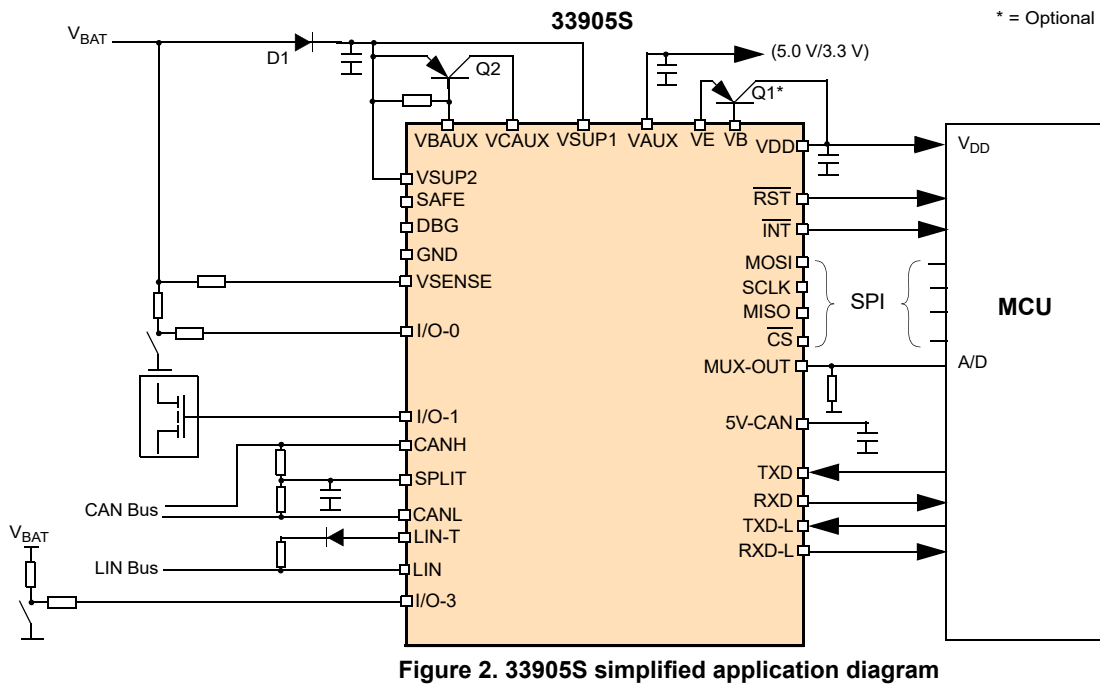 33905S
* = Optional
VBAT
D1
Q2
(5.0 V/3.3 V)
Q1*
VBAUX VCAUX VSUP1 VAUX VE VB
VDD
VDD
VSUP2
SAFE
RST
DBG
INT
GND
MOSI
VSENSE
SCLK
SPI
MCU
MISO
I/O-0
CS
MUX-OUT
A/D
I/O-1
5V-CAN
CANH
TXD
SPLIT
RXD
CAN Bus
CANL
TXD-L
VBAT
LIN-T
RXD-L
LIN Bus
LIN
I/O-3
Figure 2. 33905S simplified application diagram